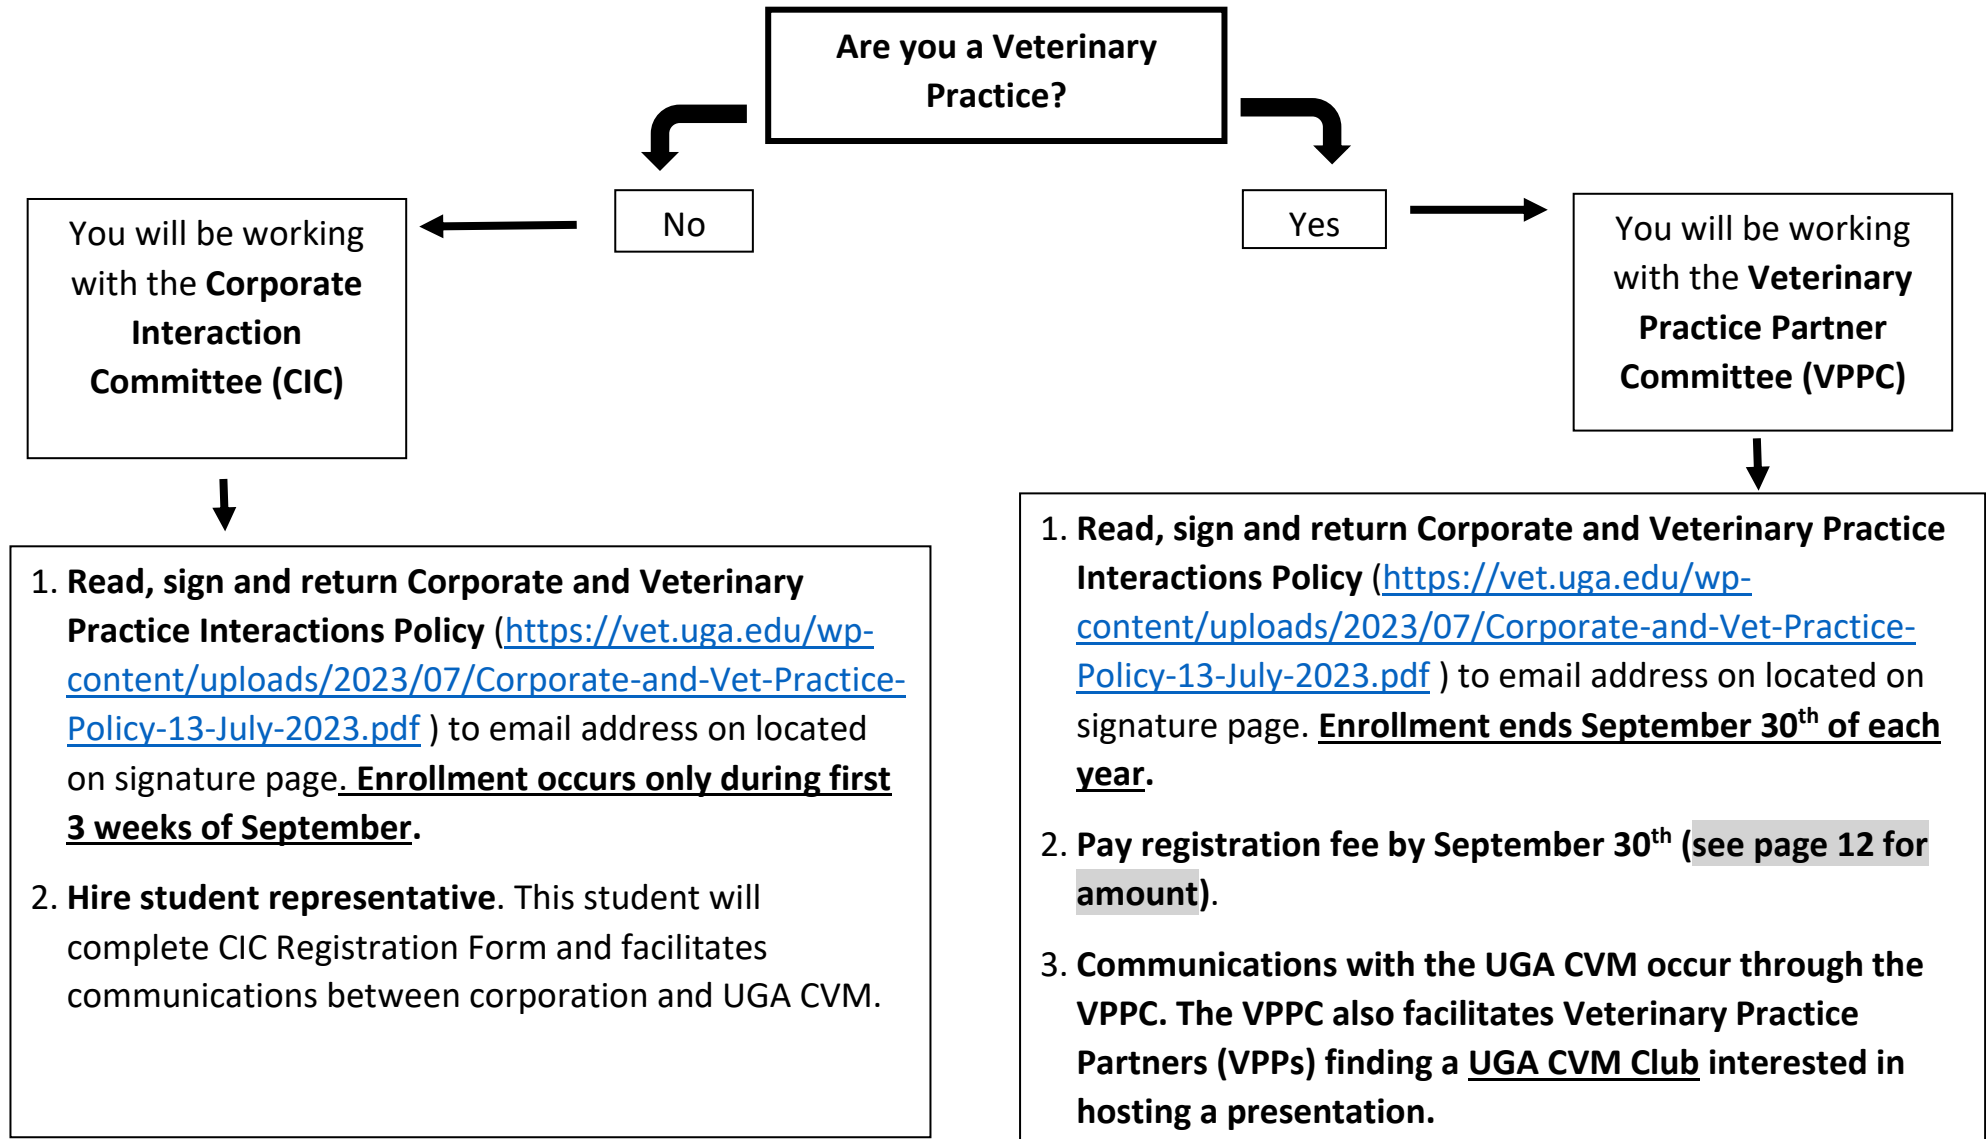 Are you a Veterinary
Practice?
No
Yes
You will be working
with the Corporate
Interaction
Committee (CIC)
You will be working
with the Veterinary
Practice Partner
Committee (VPPC)
1. Read, sign and return Corporate and Veterinary
Practice Interactions Policy (https://vet.uga.edu/wp-
content/uploads/2023/07/Corporate-and-Vet-Practice-
Policy-13-July-2023.pdf ) to email address on located
on signature page. Enrollment occurs only during first
3 weeks of September.
2. Hire student representative. This student will
complete CIC Registration Form and facilitates
communications between corporation and UGA CVM.
1. Read, sign and return Corporate and Veterinary Practice
Interactions Policy (https://vet.uga.edu/wp-
content/uploads/2023/07/Corporate-and-Vet-Practice-
Policy-13-July-2023.pdf ) to email address on located on
signature page. Enrollment ends September 30th of each
year.
2. Pay registration fee by September 30th (see page 12 for
amount).
3. Communications with the UGA CVM occur through the
VPPC. The VPPC also facilitates Veterinary Practice
Partners (VPPs) finding a UGA CVM Club interested in
hosting a presentation.